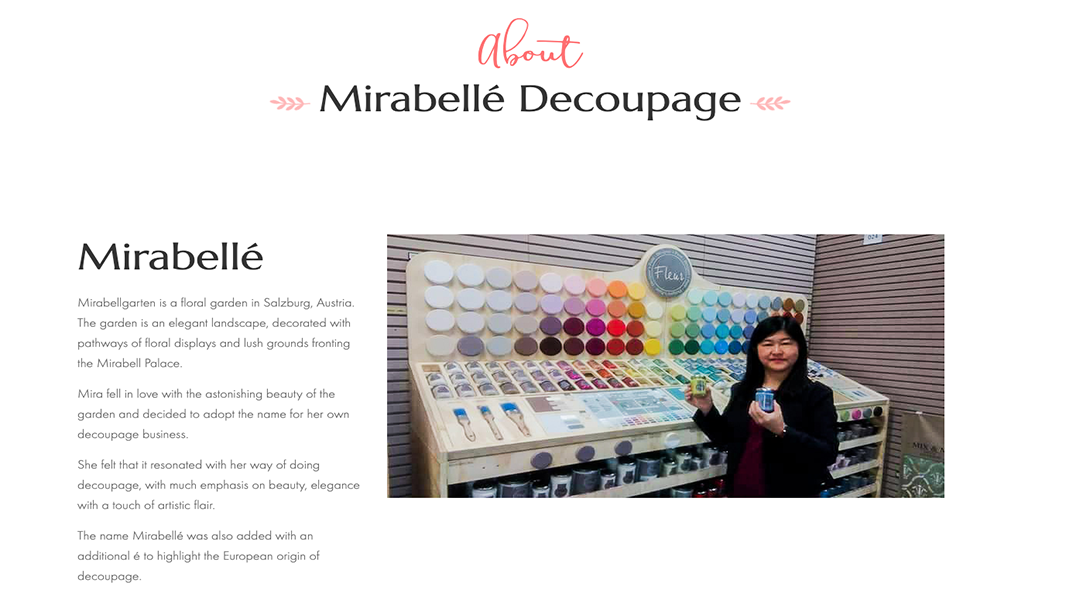 About
Mirabellé Decoupage
Mirabellé
Mirabellgarten is a floral garden in Salzburg, Austria.
The garden is an elegant landscape, decorated with
pathways of floral displays and lush grounds fronting
the Mirabell Palace.
Mira fell in love with the astonishing beauty of the
garden and decided to adopt the name for her own
decoupage business.
She felt that it resonated with her way of doing
decoupage, with much emphasis on beauty, elegance
with a touch of artistic flair.
The name Mirabellé was also added with an
additional é to highlight the European origin of
decoupage.
Fleur
024
MIX &